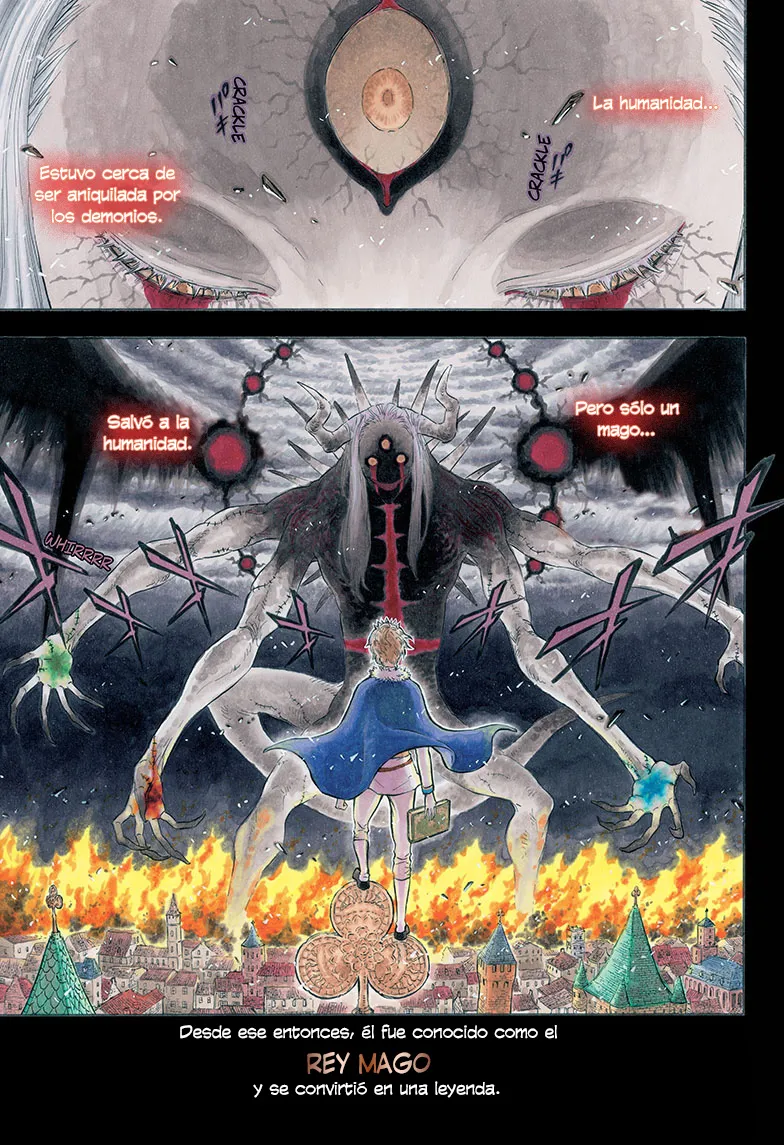 La humanidad...
CRACKLE
CRACKLE
Estuvo cerca de
ser aniquilada por
los demonios.
Pero sólo un
mago...
Salvó a la
humanidad.
WHIRRRR
Desde ese entonces, él fue conocido como el
REY MAGO
y se convirtió en una leyenda.